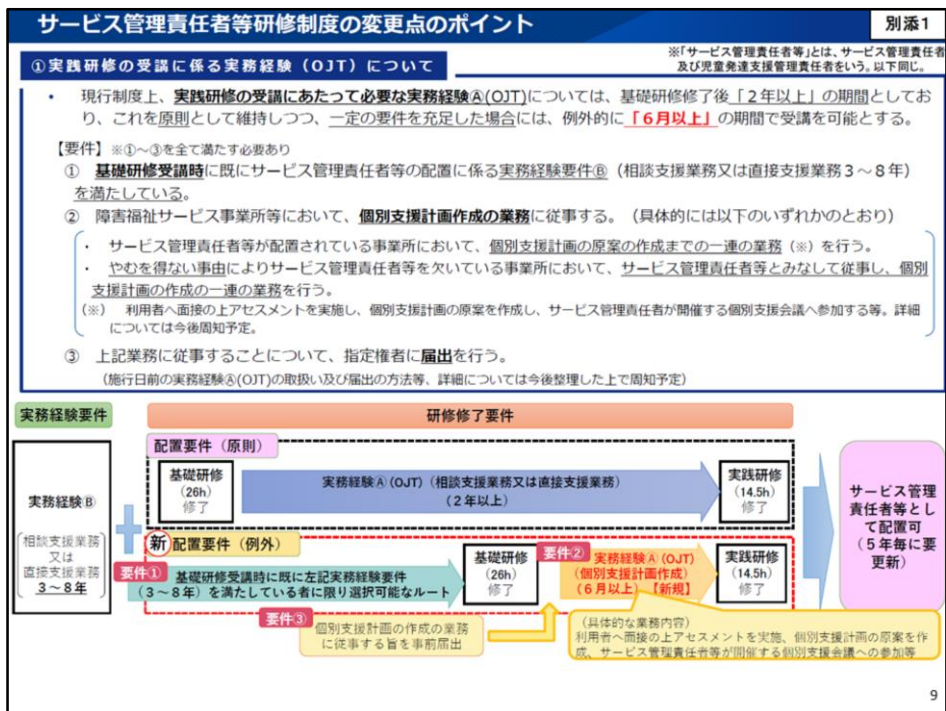 サービス管理責任者等研修制度の変更点のポイント
別添1
※「サービス管理責任者等」とは、サービス管理責任者
及び児童発達支援管理責任者をいう。以下同じ。
①実践研修の受講に係る実務経験（OJT）について
・ 現行制度上、実践研修の受講にあたって必要な実務経験Ⓐ(OJT)については、基礎研修修了後「２年以上」の期間としてお
り、これを原則として維持しつつ、一定の要件を充足した場合には、例外的に「６月以上」の期間で受講を可能とする。
【要件】※①～③を全て満たす必要あり
① 基礎研修受講時に既にサービス管理責任者等の配置に係る実務経験要件Ⓑ（相談支援業務又は直接支援業務３～８年）
を満たしている。
② 障害福祉サービス事業所等において、個別支援計画作成の業務に従事する。（具体的には以下のいずれかのとおり）
・ サービス管理責任者等が配置されている事業所において、個別支援計画の原案の作成までの一連の業務（※）を行う。
・ やむを得ない事由によりサービス管理責任者等を欠いている事業所において、サービス管理責任者等とみなして従事し、個別
支援計画の作成の一連の業務を行う。
（※） 利用者へ面接の上アセスメントを実施し、個別支援計画の原案を作成し、サービス管理責任者が開催する個別支援会議へ参加する等。詳細
については今後周知予定。
③ 上記業務に従事することについて、指定権者に届出を行う。
（施行日前の実務経験Ⓐ(OJT)の取扱い及び届出の方法等、詳細については今後整理した上で周知予定）
実務経験要件
研修修了要件
実務経験Ⓑ
相談支援業務
又は
直接支援業務
３～８年
配置要件（原則）
基礎研修
(26h)
修了
実務経験Ⓐ(OJT)（相談支援業務又は直接支援業務）
（２年以上）
実践研修
(14.5h)
修了
新 配置要件（例外）
要件①
基礎研修受講時に既に左記実務経験要件
（３～８年）を満たしている者に限り選択可能なルート
基礎研修
(26h)
修了
要件②
実務経験Ⓐ(OJT)
（個別支援計画作成）
（６月以上）【新規】
実践研修
(14.5h)
修了
要件③
個別支援計画の作成の業務
に従事する旨を事前届出
（具体的な業務内容）
利用者へ面接の上アセスメントを実施、個別支援計画の原案を作
成、サービス管理責任者等が開催する個別支援会議への参加等
サービス管理
責任者等とし
て配置可
（５年毎に要
更新）
9